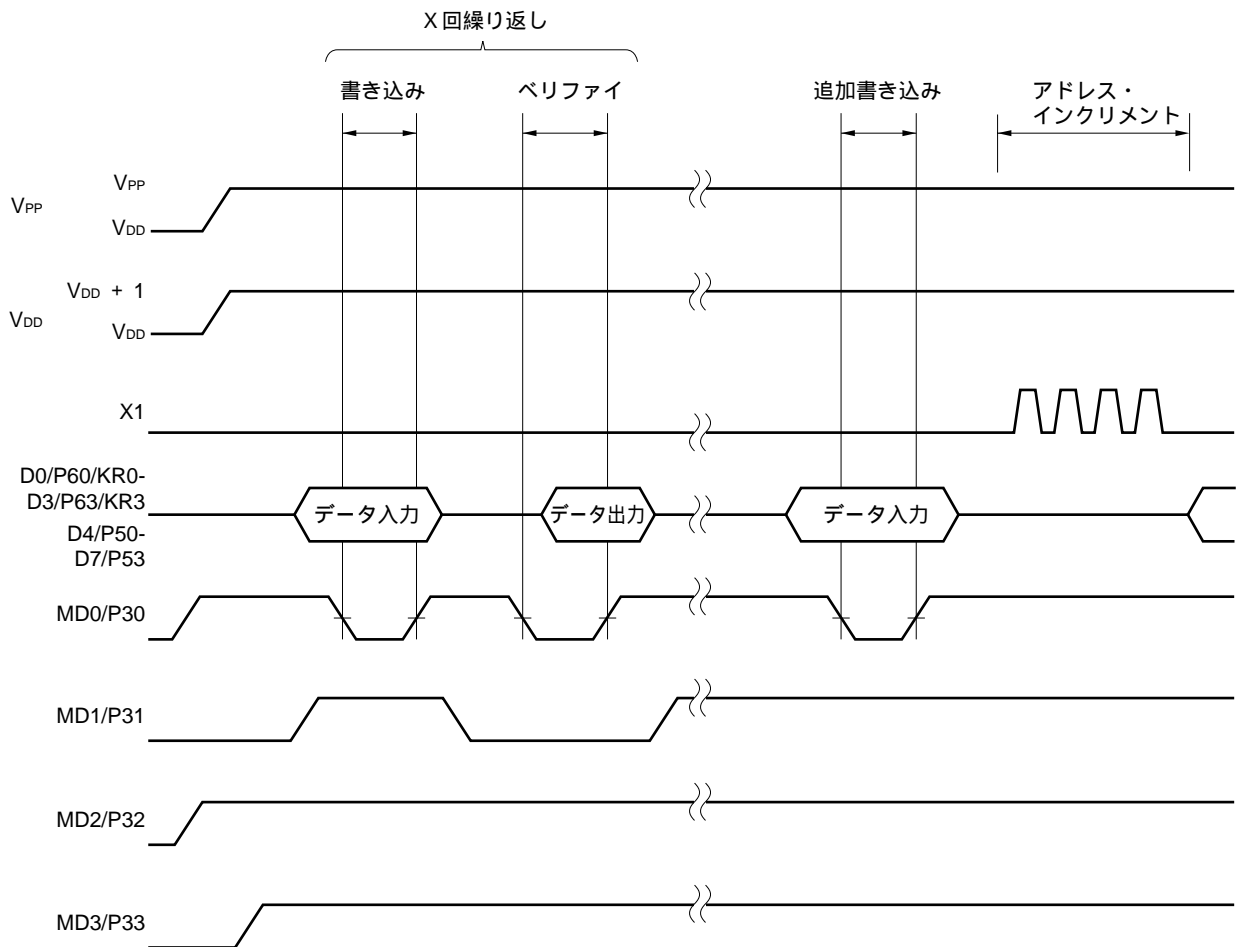 X回繰り返し
書き込み
ベリファイ
追加書き込み
アドレス・
インクリメント
VPP
VPP
VDD
VDD + 1
VDD
VDD
X1
D0/P60/KR0-
D3/P63/KR3
D4/P50-
D7/P53
データ入力
データ出力
データ入力
MD0/P30
MD1/P31
MD2/P32
MD3/P33